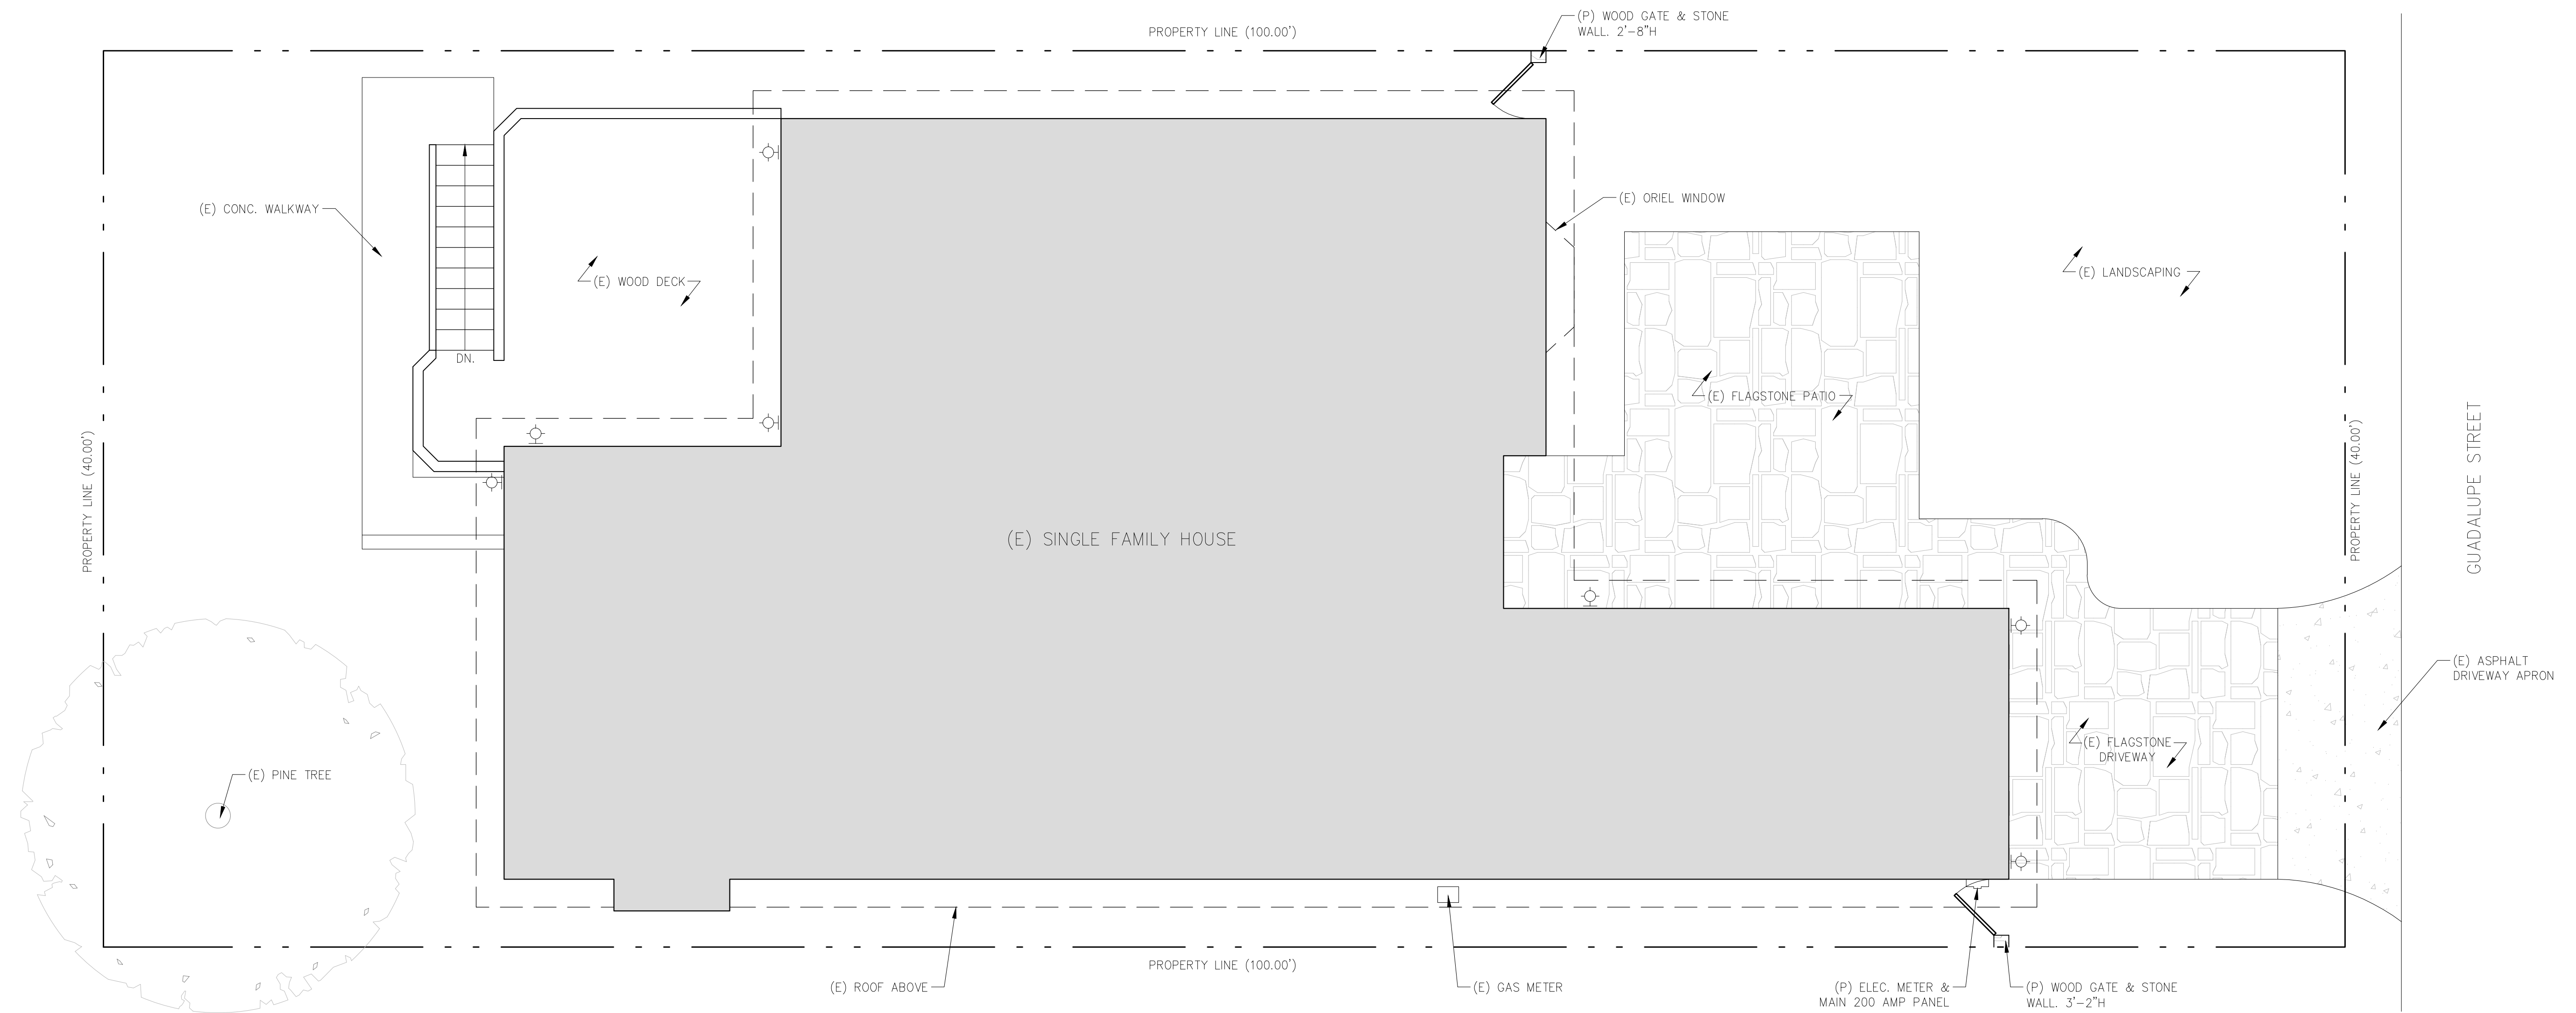 (P) WOOD GATE & STONE
WALL. 2'-8"H
PROPERTY LINE (100.00')
(E) CONC. WALKWAY
(E) ORIEL WINDOW
(E) WOOD DECK
(E) LANDSCAPING
DN.
(E) FLAGSTONE PATIO
PROPERTY LINE (40.00')
PROPERTY LINE (40.00')
GUADALUPE STREET
(E) SINGLE FAMILY HOUSE
(E) ASPHALT
DRIVEWAY APRON
(E) FLAGSTONE
DRIVEWAY
(E) PINE TREE
PROPERTY LINE (100.00')
(E) ROOF ABOVE
(E) GAS METER
(P) ELEC. METER &
MAIN 200 AMP PANEL
(P) WOOD GATE & STONE
WALL. 3'-2"H